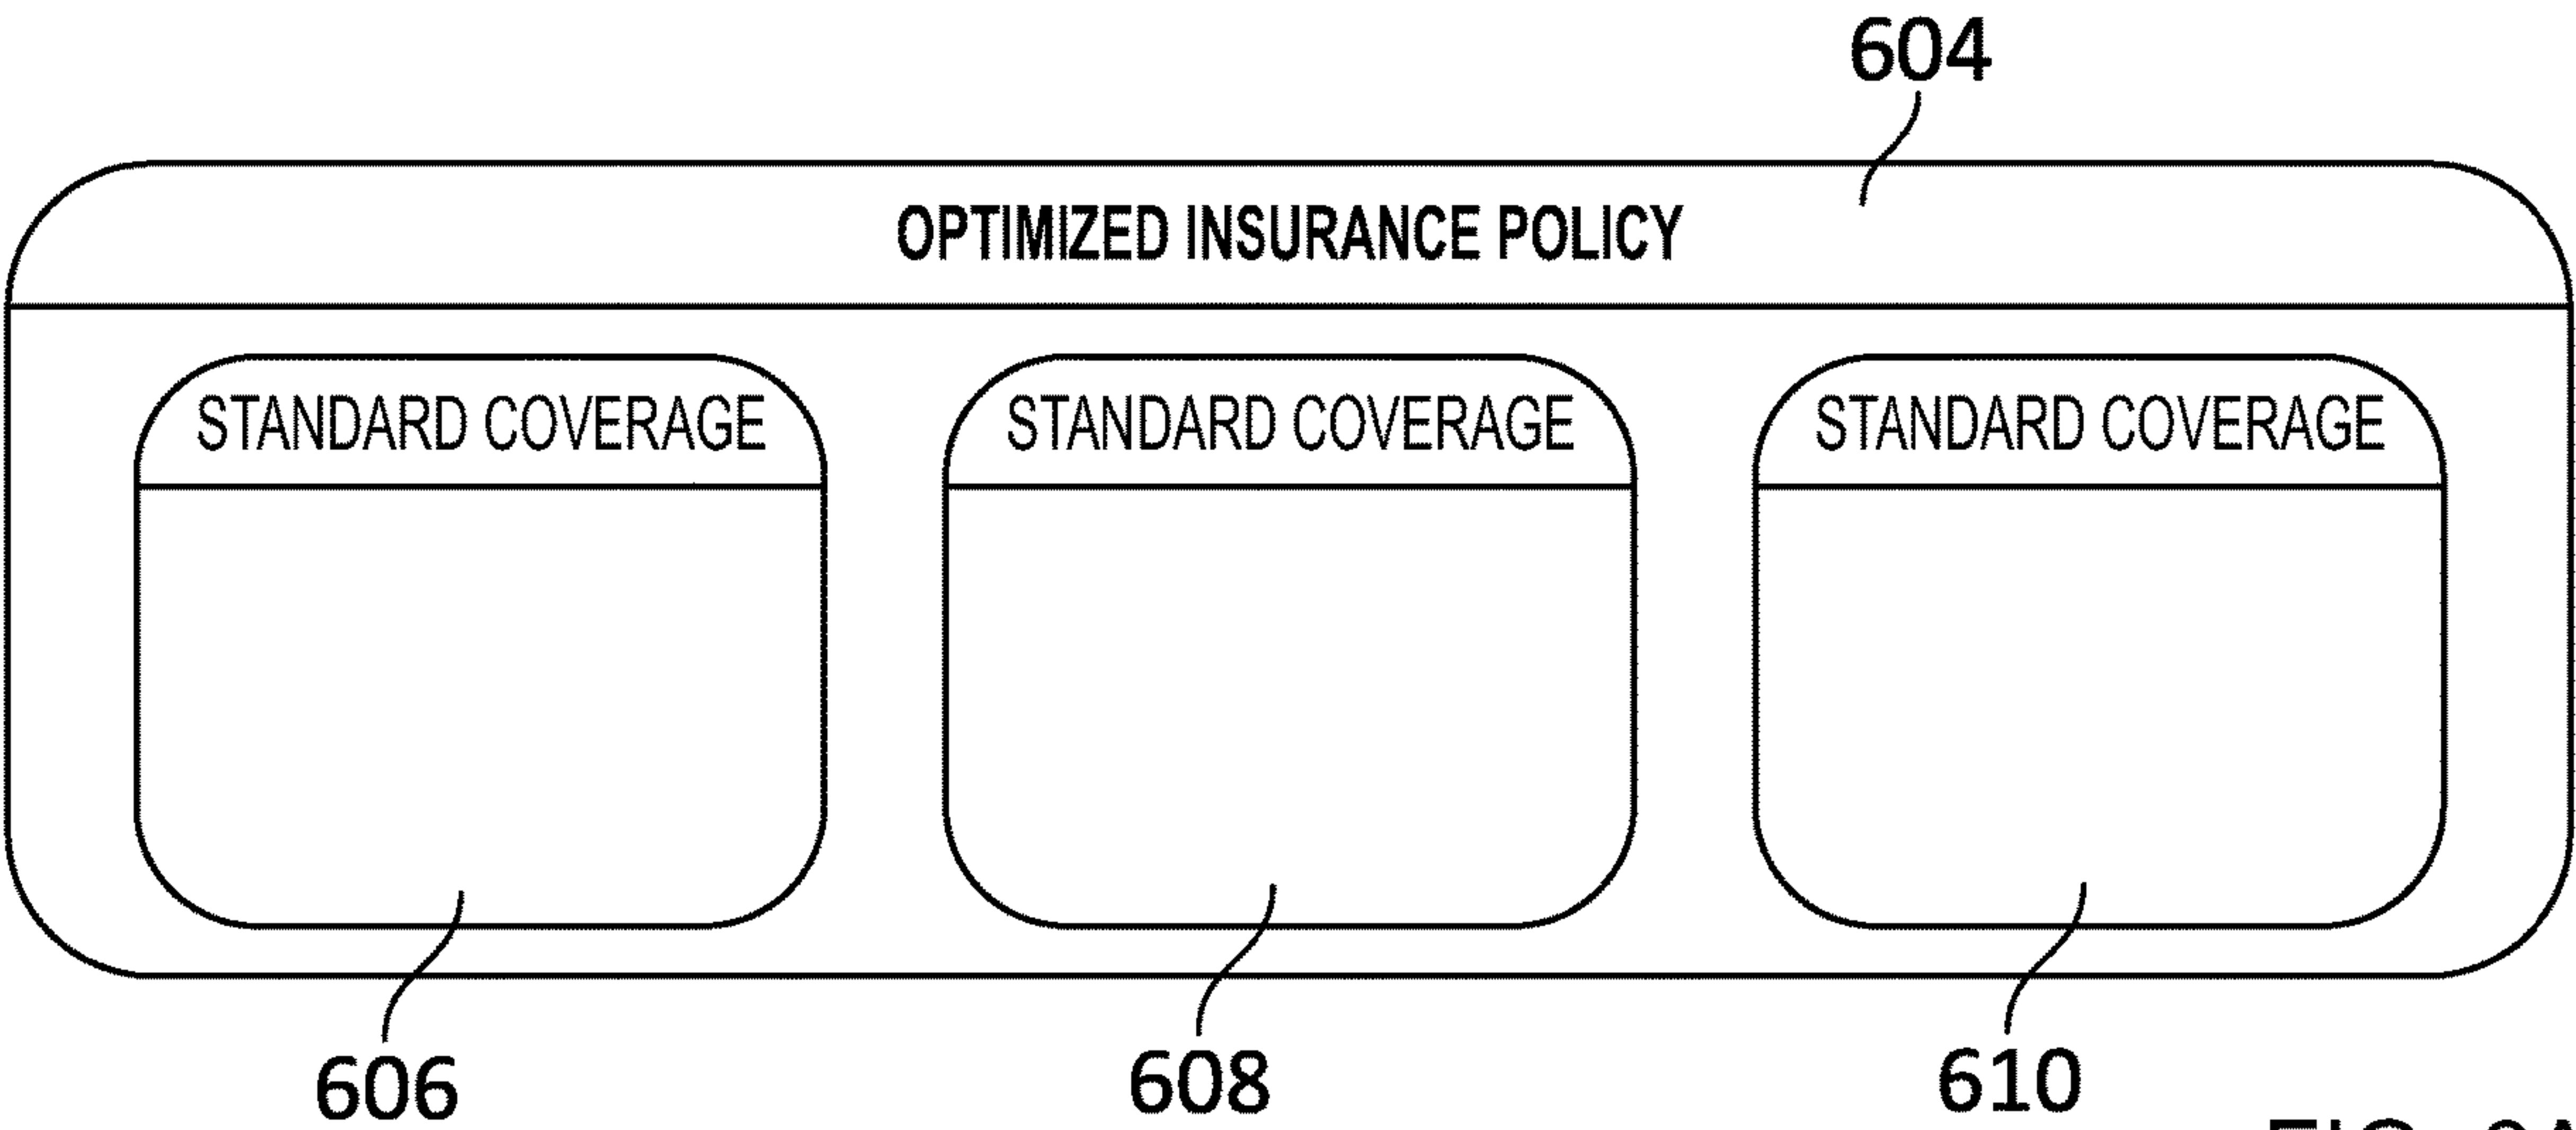 604
OPTIMIZED INSURANCE POLICY
STANDARD COVERAGE STANDARD COVERAGE STANDARD COVERAGE
606 608 610